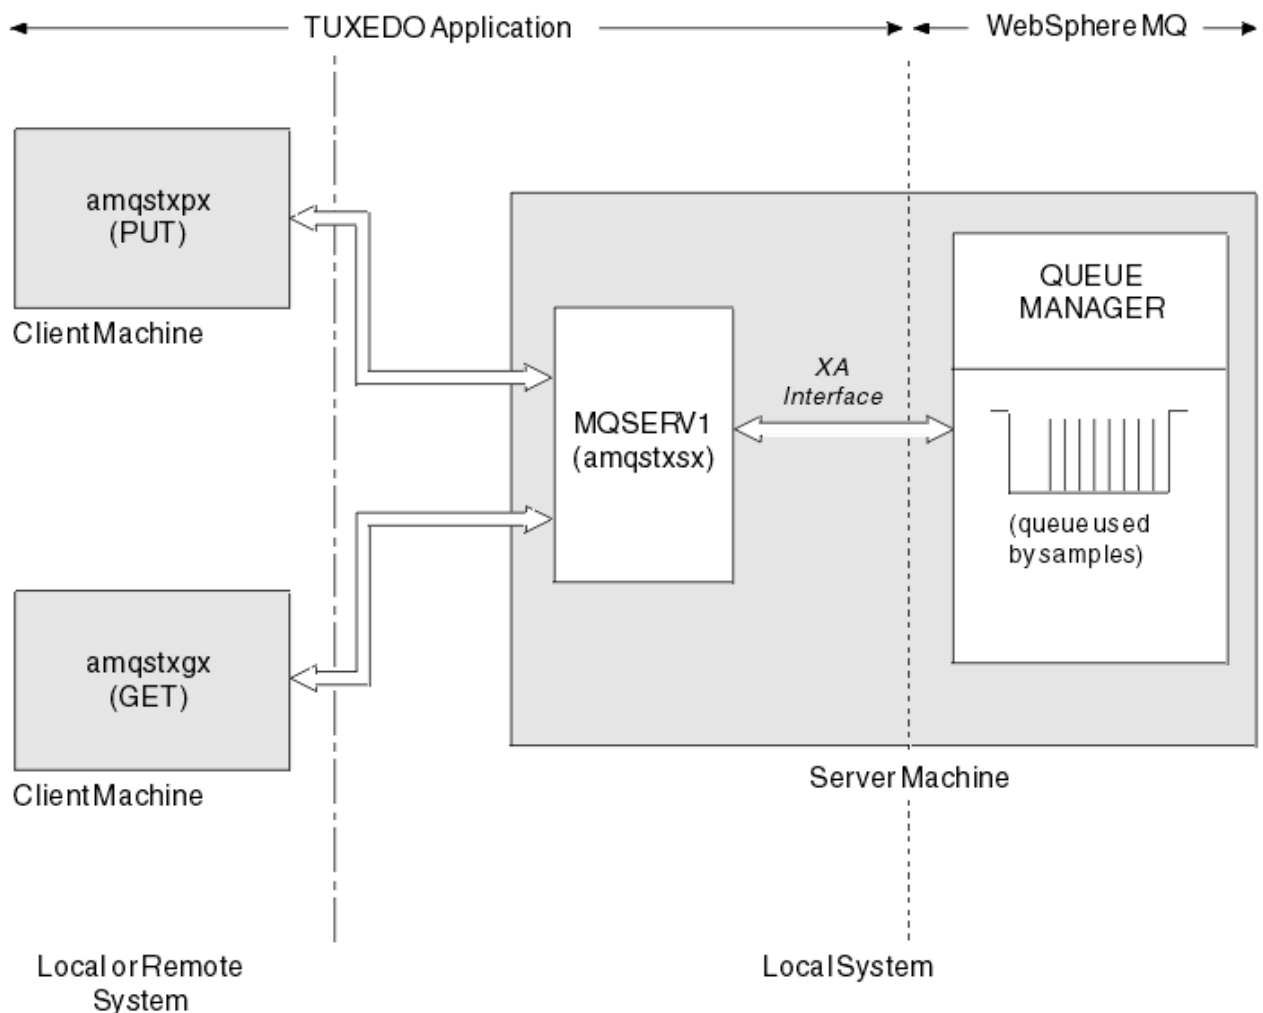 TUXEDO Application
WebSphere MQ
amqstxpx
(PUT)
Client Machine
QUEUE
MANAGER
XA
Interface
MQSERV1
(amqstxsx)
(queue used
by samples)
amqstxgx
(GET)
Client Machine
Server Machine
Local or Remote
System
Local System